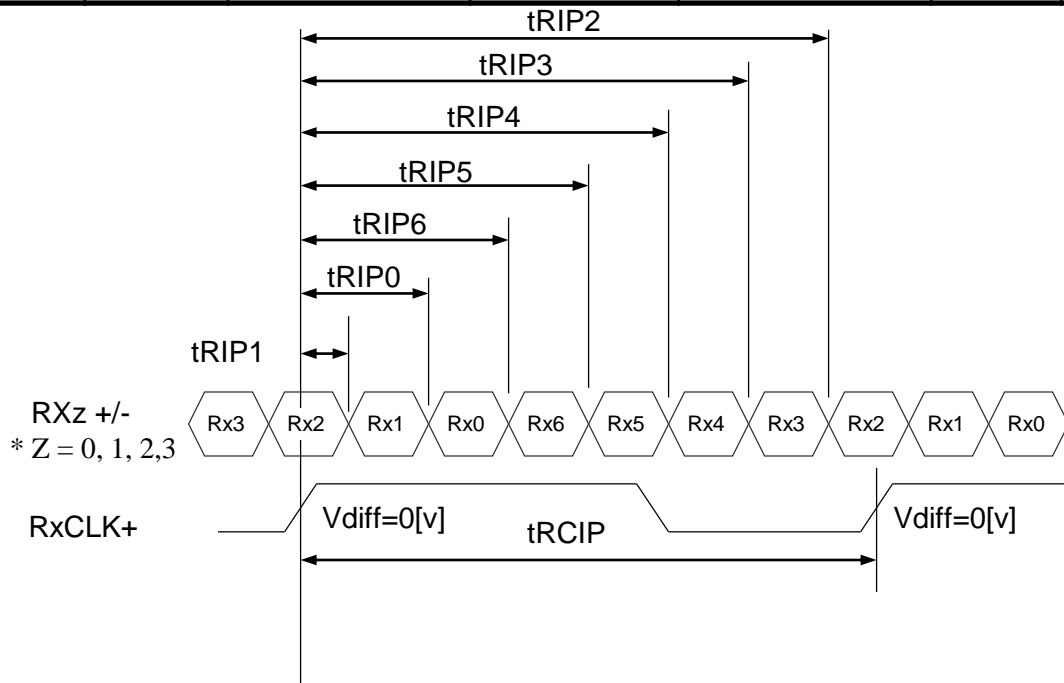 tRIP2
tRIP3
tRIP4
tRIP5
tRIP6
tRIP0
tRIP1
RXz +/-
* Z = 0, 1, 2,3
Rx3 Rx2 Rx1 Rx0 Rx6 Rx5 Rx4 Rx3 Rx2 Rx1 Rx0
RxCLK+
Vdiff=0[v]
tRCIP
Vdiff=0[v]